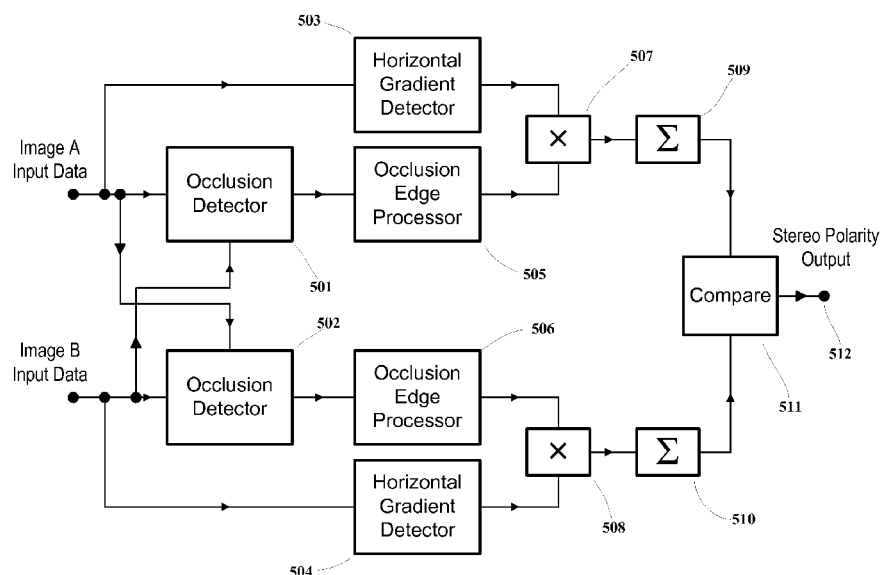 503
Horizontal
Gradient
Detector
507
509
×
Σ
Image A
Input Data
Occlusion
Detector
501
Occlusion
Edge
Processor
505
Stereo Polarity
Output
Compare
512
511
502
506
Image B
Input Data
Occlusion
Detector
Occlusion
Edge
Processor
×
Σ
508
510
Horizontal
Gradient
Detector
504